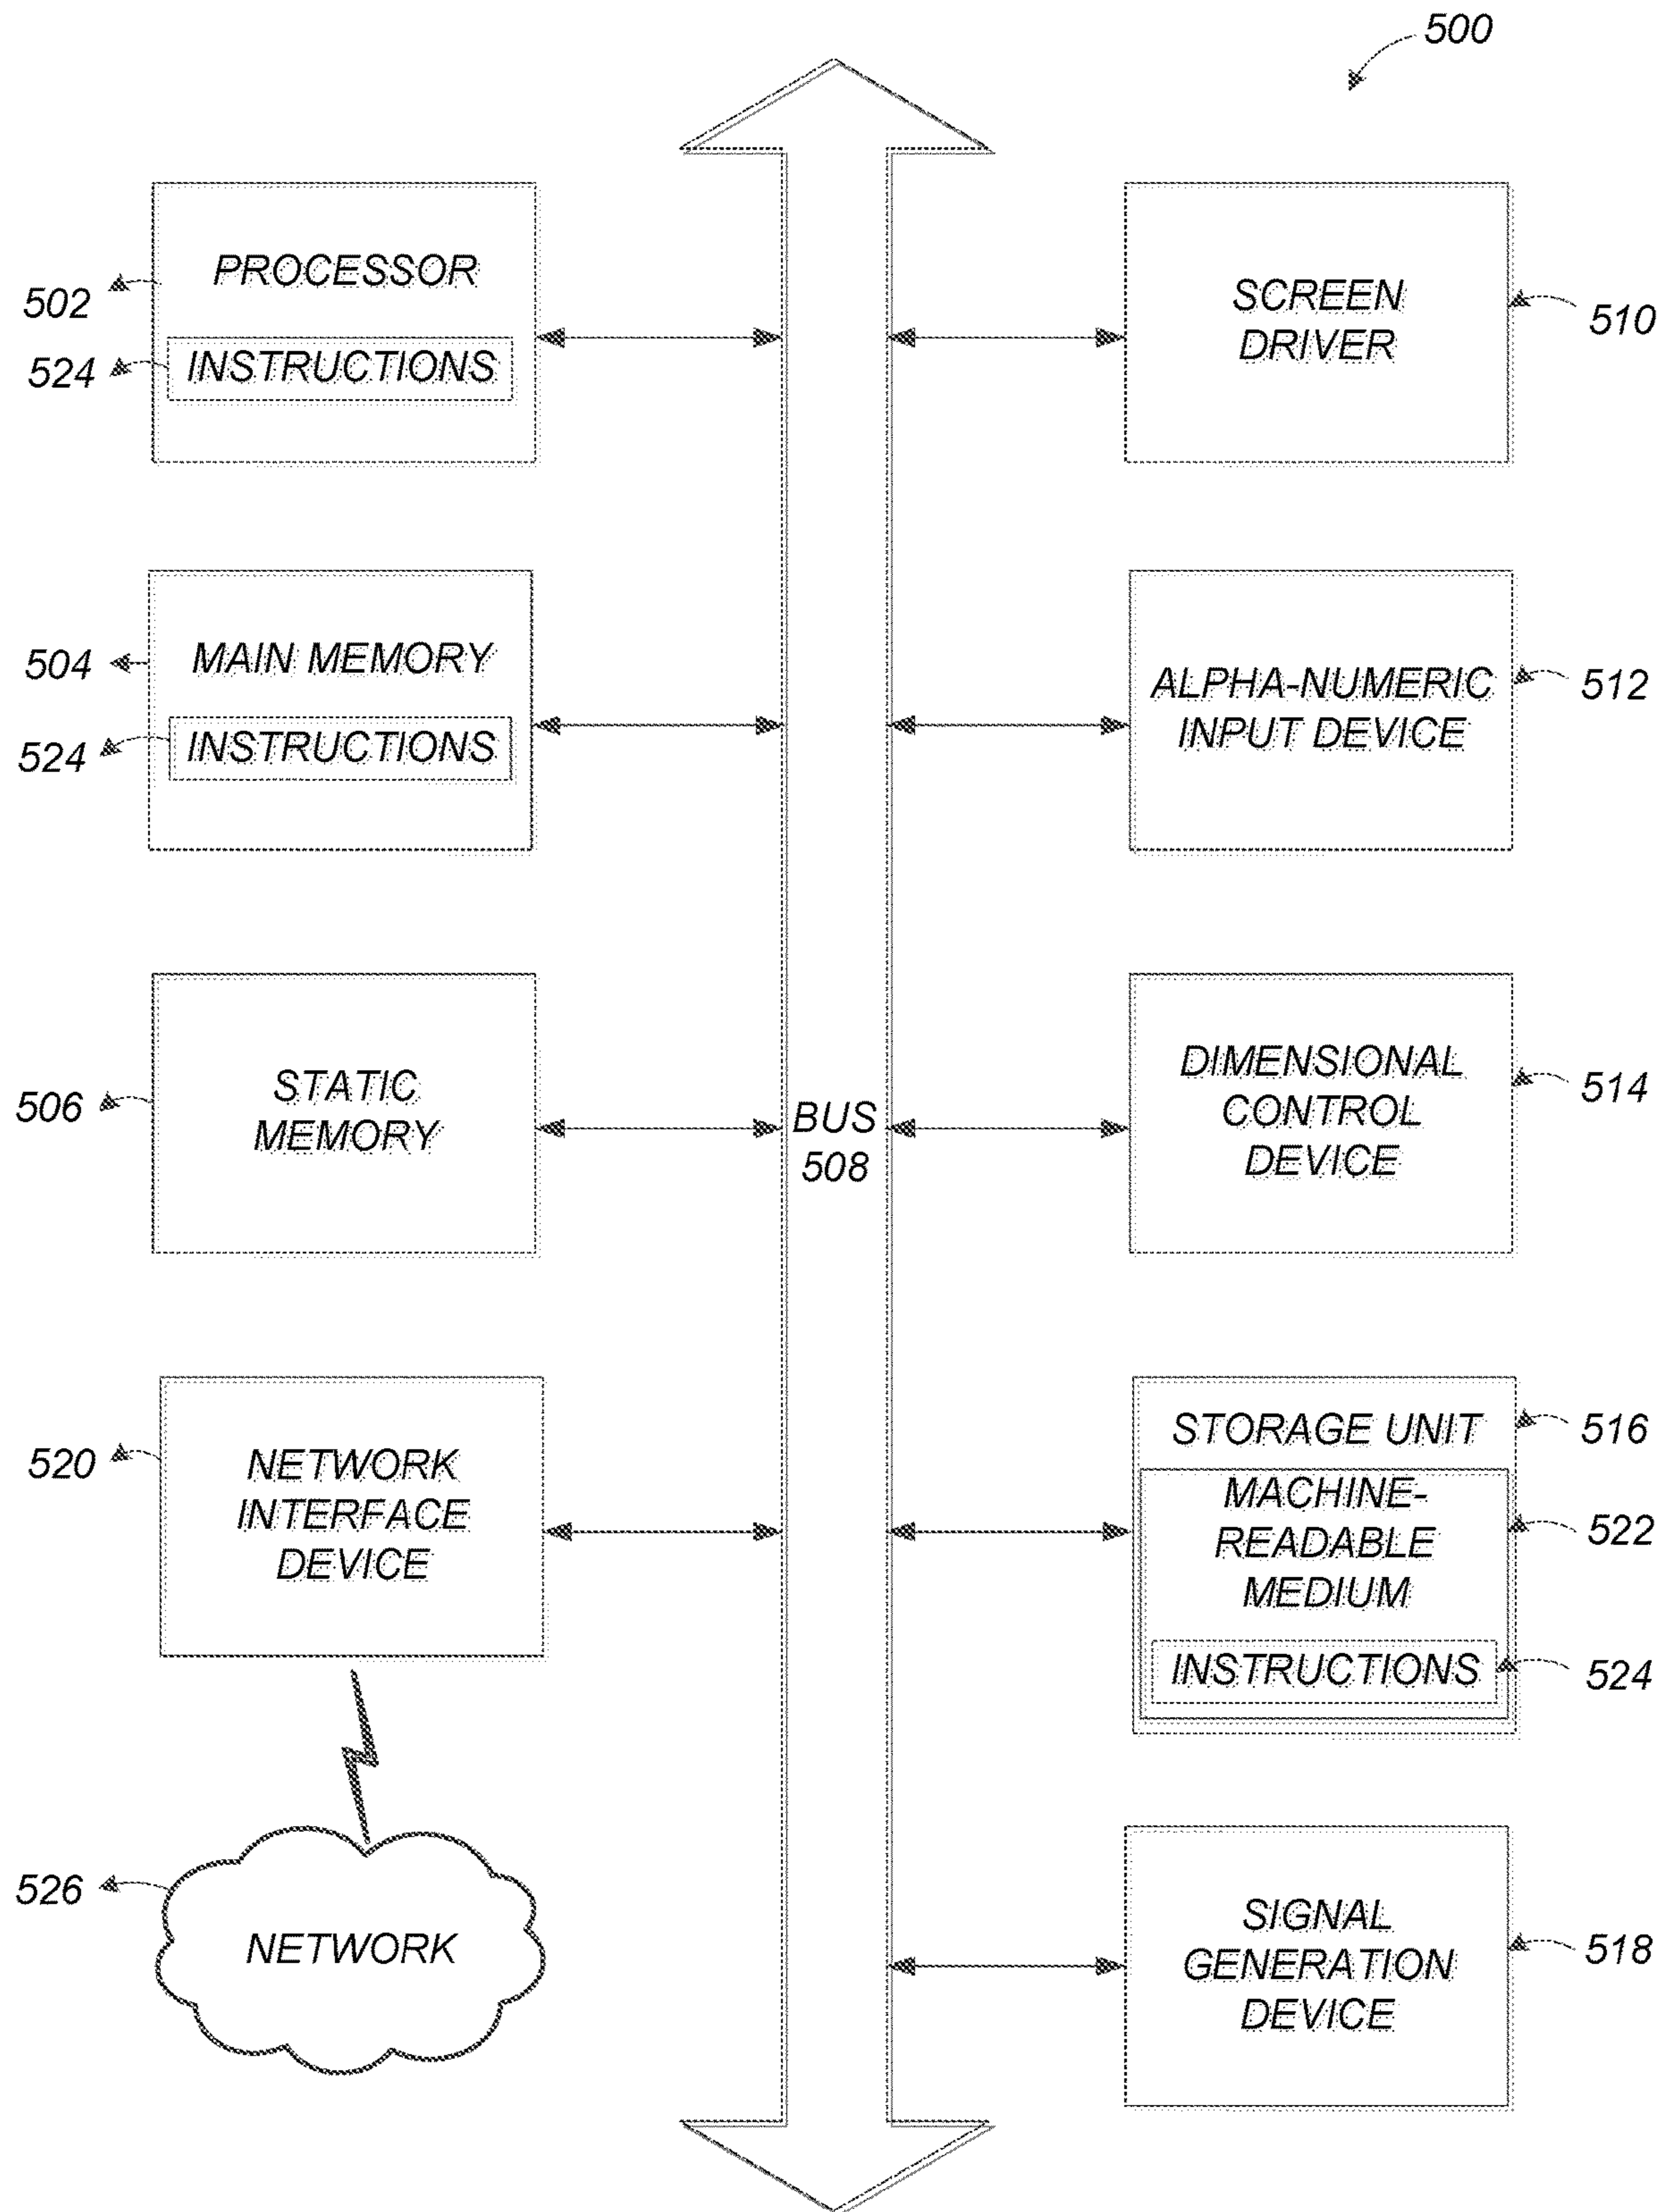 500
PROCESSOR
502
524
INSTRUCTIONS
SCREEN
DRIVER
510
504
MAIN MEMORY
524
INSTRUCTIONS
ALPHA-NUMERIC
INPUT DEVICE
512
506
STATIC
MEMORY
BUS
508
DIMENSIONAL
CONTROL
DEVICE
514
520
NETWORK
INTERFACE
DEVICE
STORAGE UNIT
516
MACHINE-
READABLE
MEDIUM
522
INSTRUCTIONS
524
526
NETWORK
SIGNAL
GENERATION
DEVICE
518